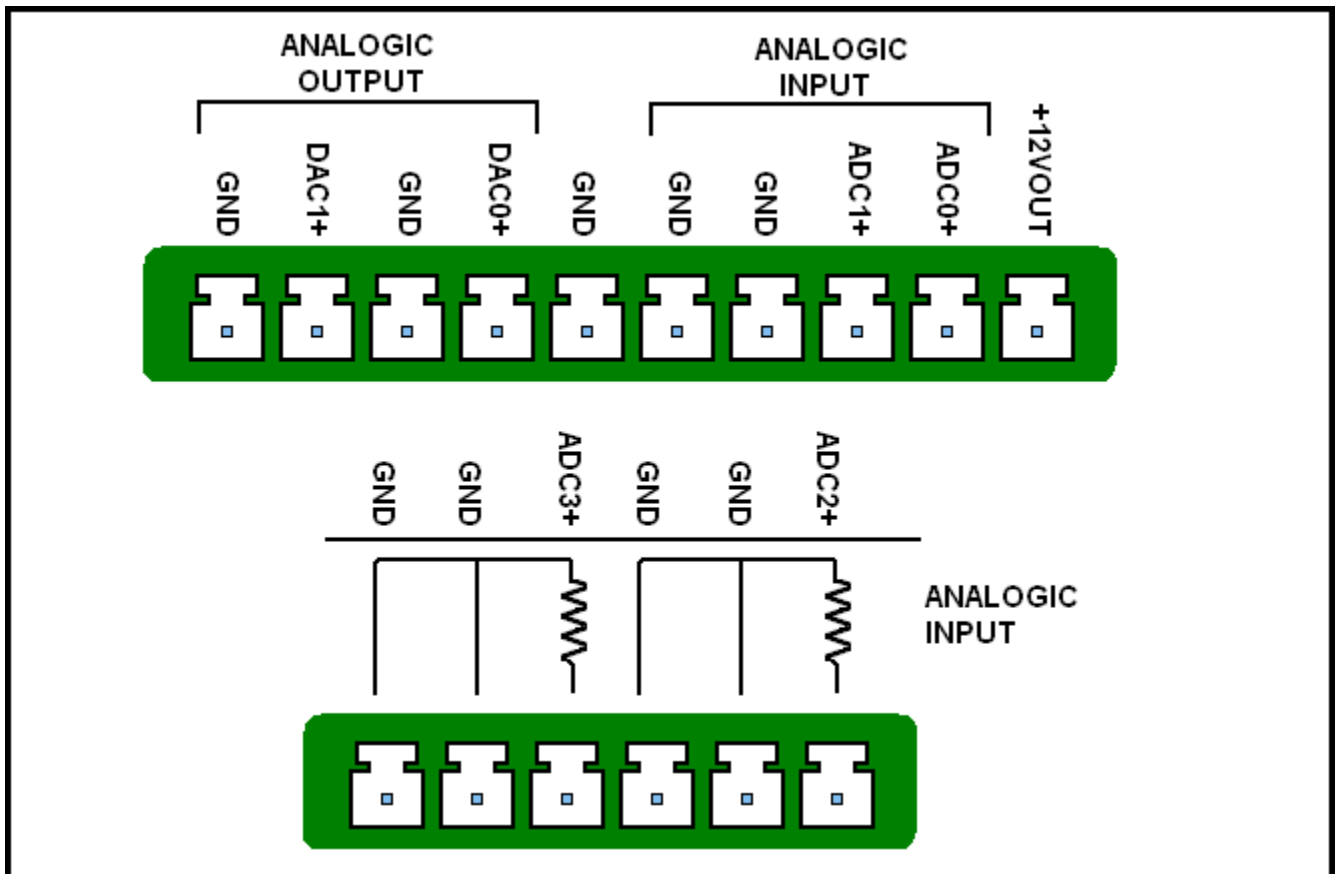 ANALOGIC
OUTPUT
ANALOGIC
INPUT
GND
DAC1+
GND
DAC0+
GND
GND
GND
ADC1+
ADC0+
+12VOUT
GND
GND
ADC3+
GND
GND
ADC2+
ANALOGIC
INPUT